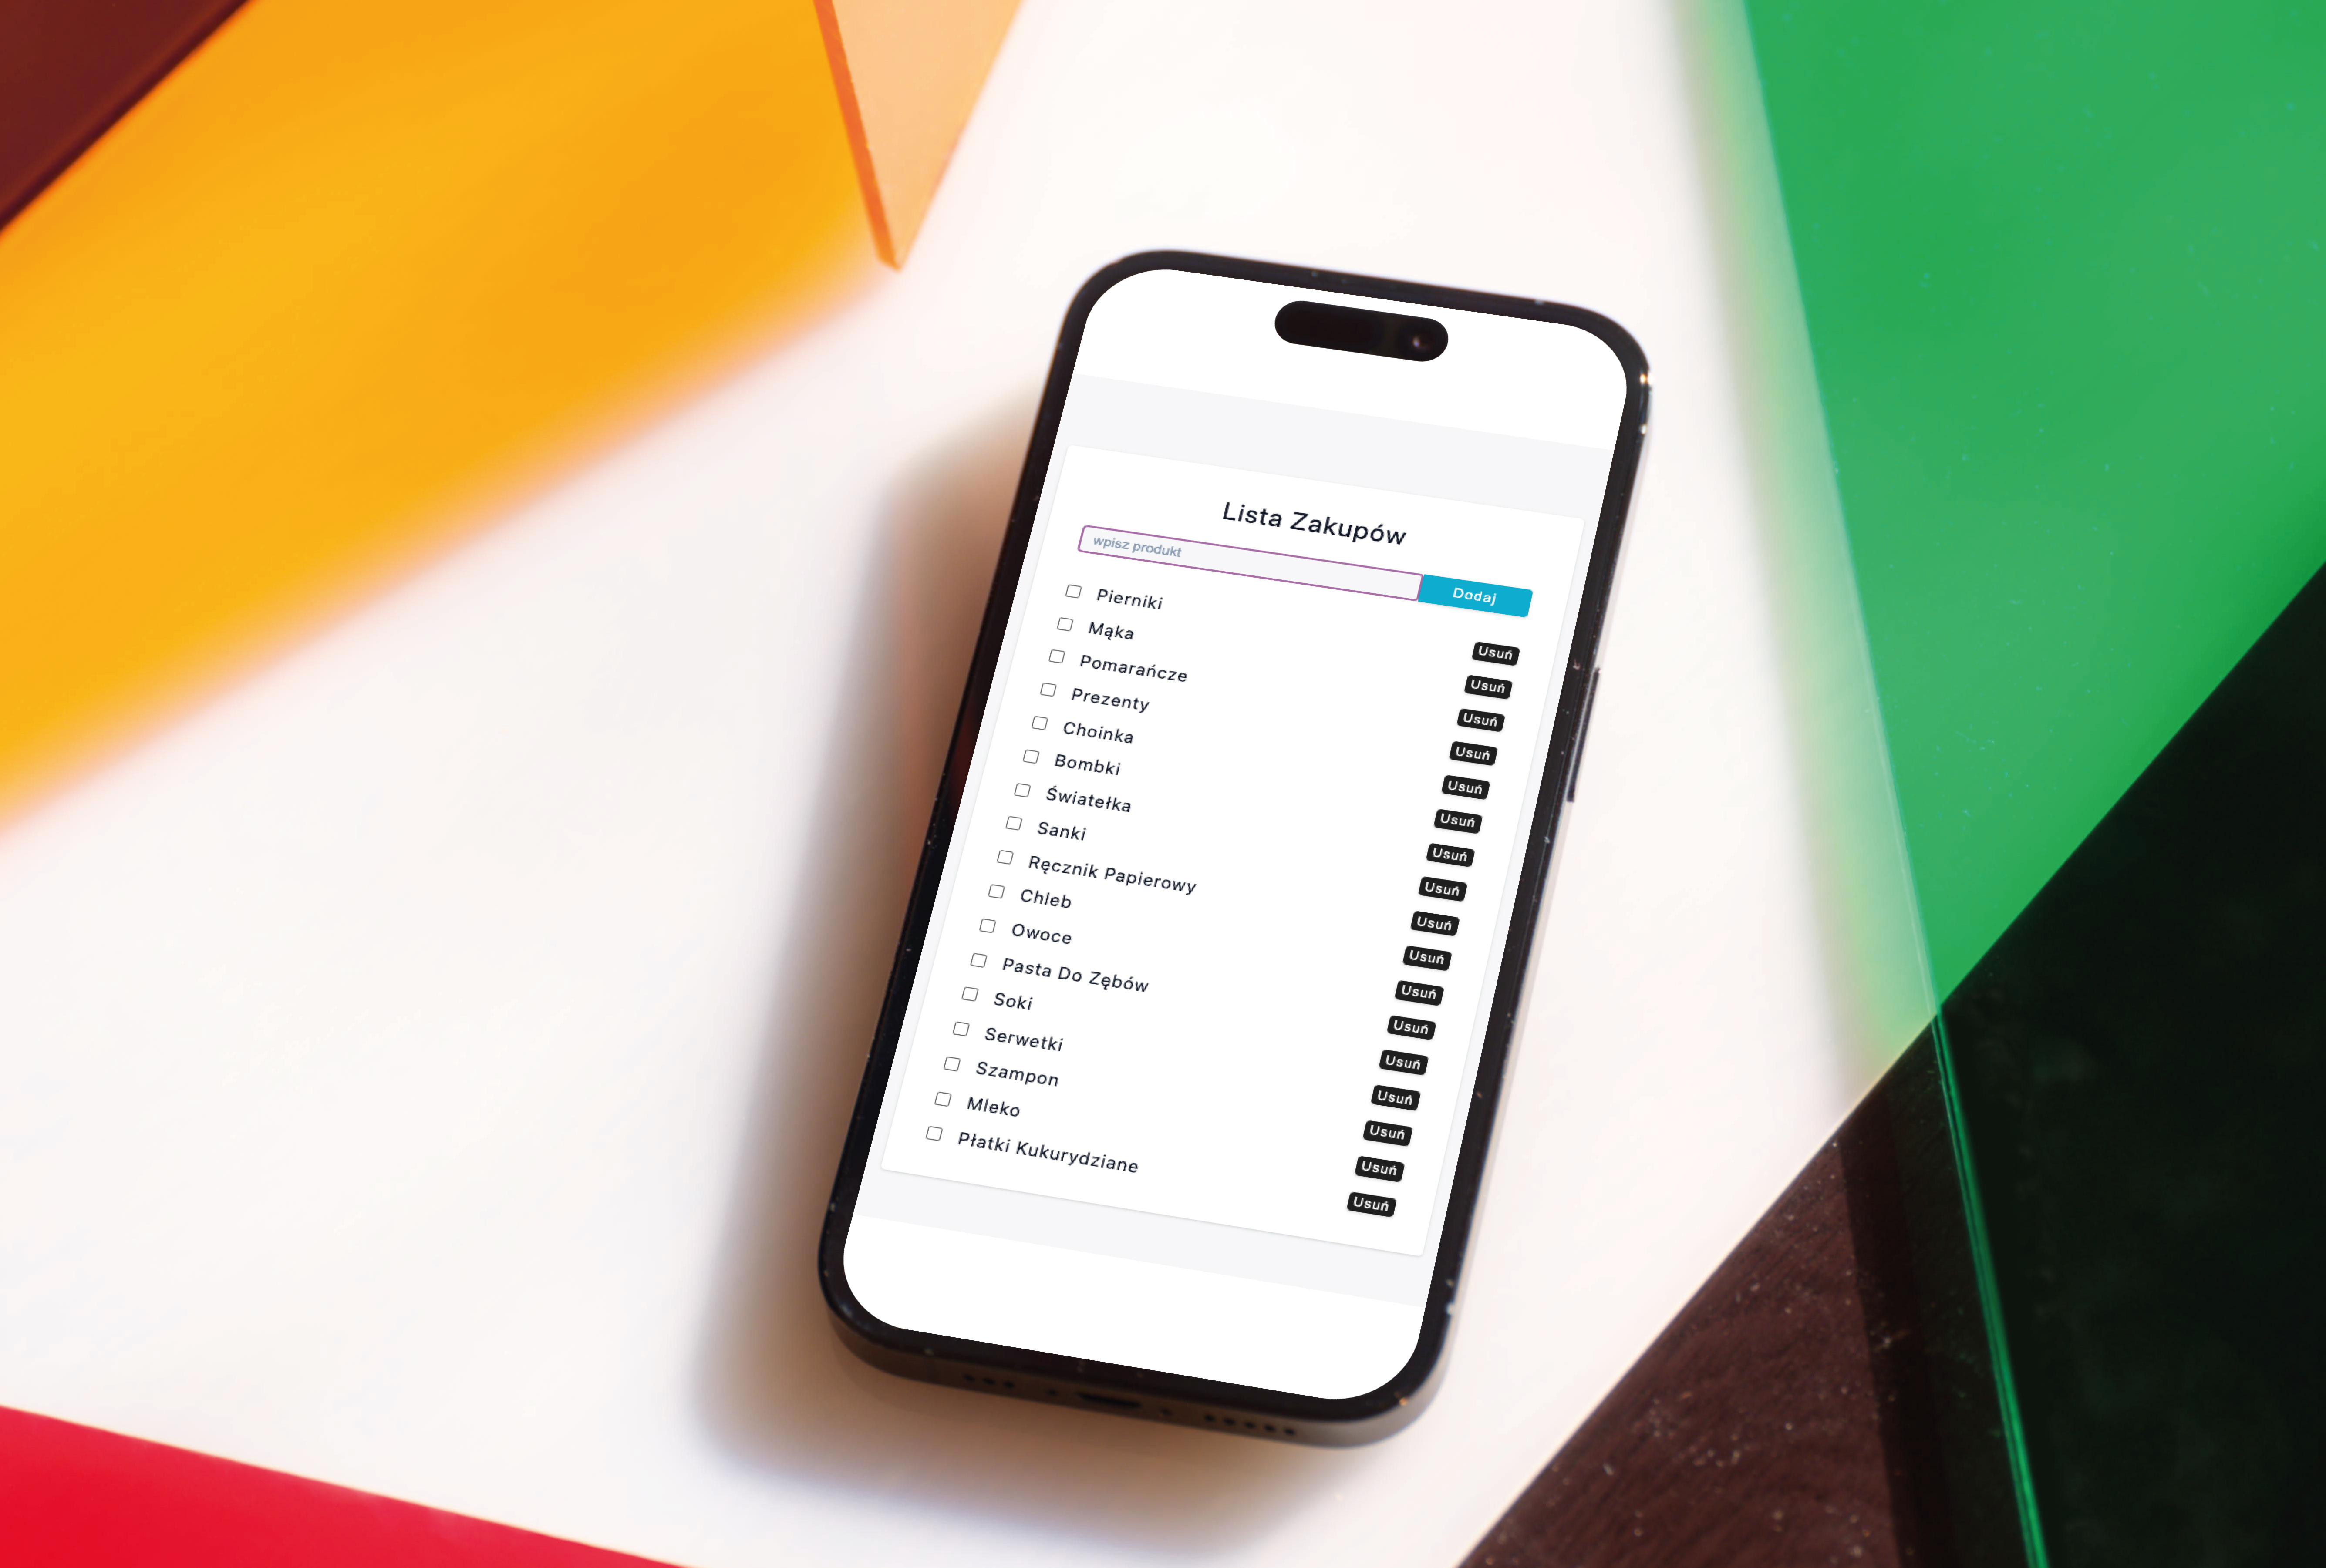 Lista Zakupów
wpisz produkt Dodaj
Pierniki Usuń
Mąka Usuń
Pomarańcze Usuń
Prezenty Usuń
Choinka Usuń
Bombki Usuń
Światełka Usuń
Sanki Usuń
Ręcznik Papierowy Usuń
Chleb Usuń
Owoce Usuń
Pasta Do Zębów Usuń
Soki Usuń
Serwetki Usuń
Szampon Usuń
Mleko Usuń
Płatki Kukurydziane Usuń